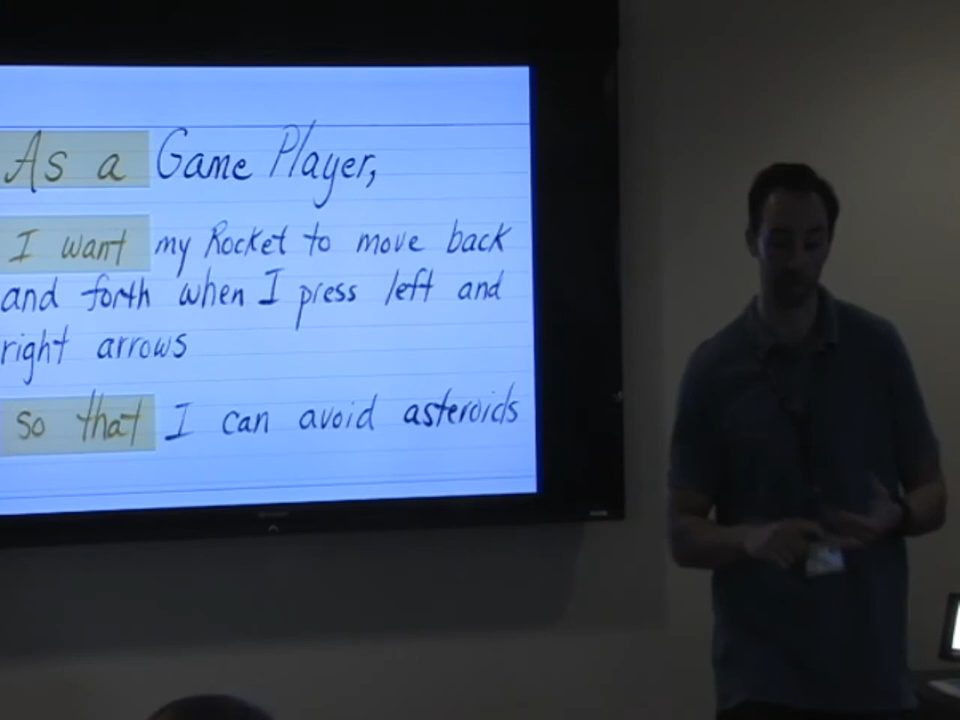 As a Game Player,
I want my Rocket to move back
and forth when I press left and
right arrows
so that I can avoid asteroids